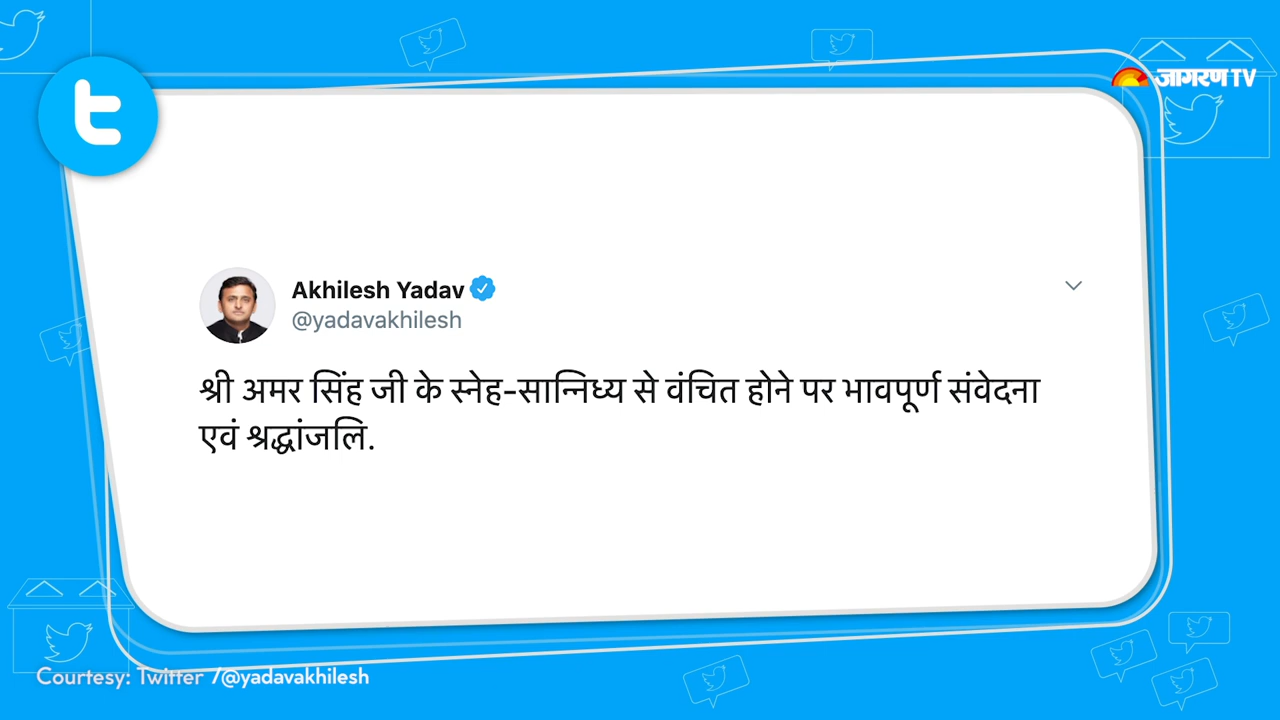 जागरण TV
Akhilesh Yadav
@yadavakhilesh
श्री अमर सिंह जी के स्नेह-सान्निध्य से वंचित होने पर भावपूर्ण संवेदना
एवं श्रद्धांजलि.
Courtesy: Twitter /@yadavakhilesh